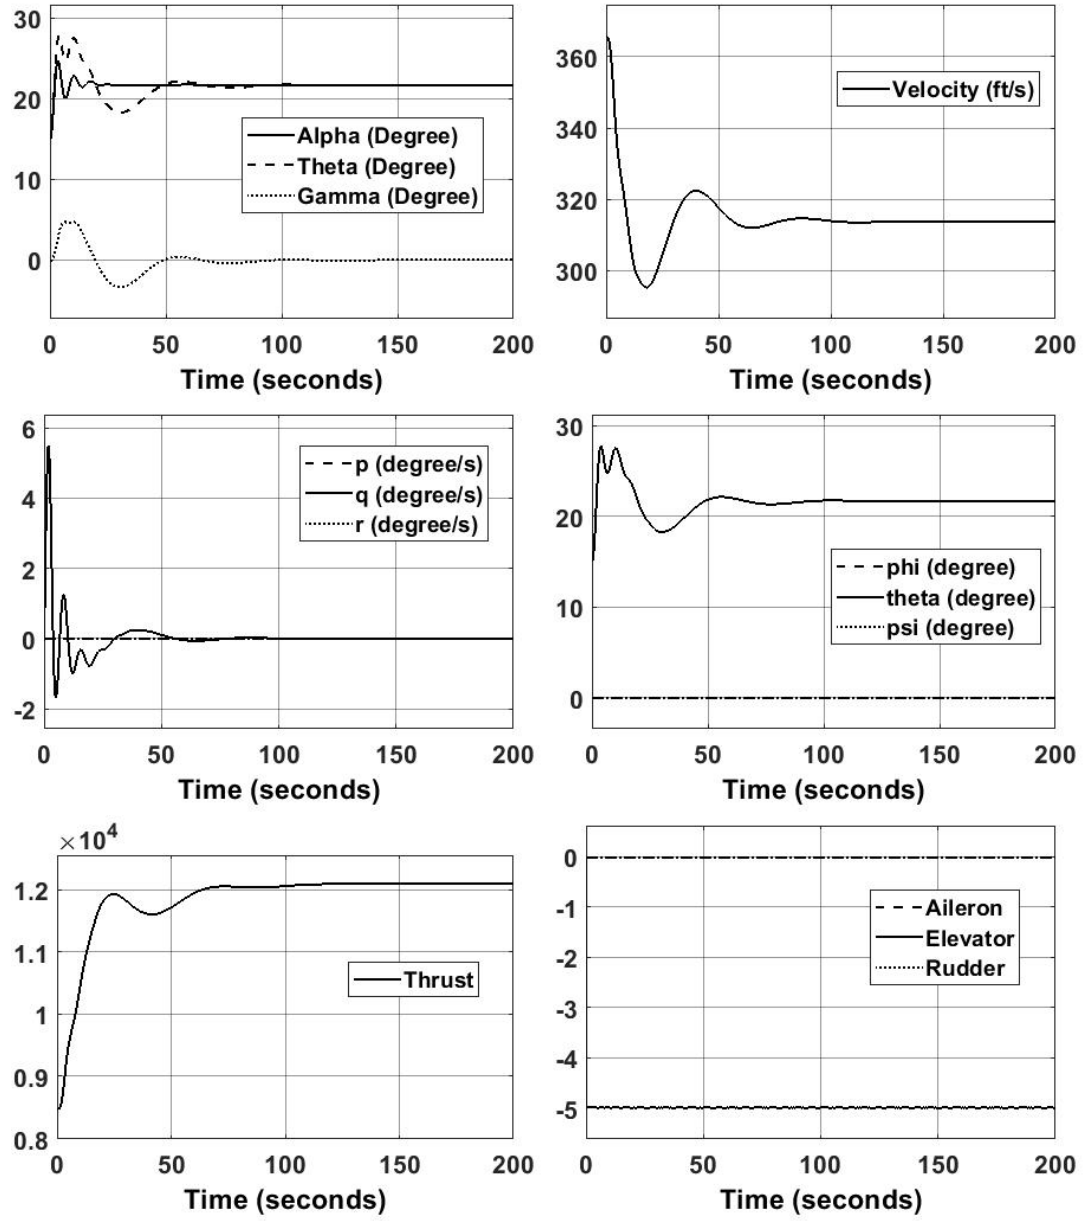 30
20
10
0
Alpha (Degree)
Theta (Degree)
Gamma (Degree)
0 50 100 150 200
Time (seconds)
360
340
320
300
Velocity (ft/s)
0 50 100 150 200
Time (seconds)
6
4
2
0
-2
p (degree/s)
q (degree/s)
r (degree/s)
0 50 100 150 200
Time (seconds)
30
20
10
0
phi (degree)
theta (degree)
psi (degree)
0 50 100 150 200
Time (seconds)
×10⁴
1.2
1.1
1
0.9
0.8
Thrust
0 50 100 150 200
Time (seconds)
0
-1
-2
-3
-4
-5
Aileron
Elevator
Rudder
0 50 100 150 200
Time (seconds)